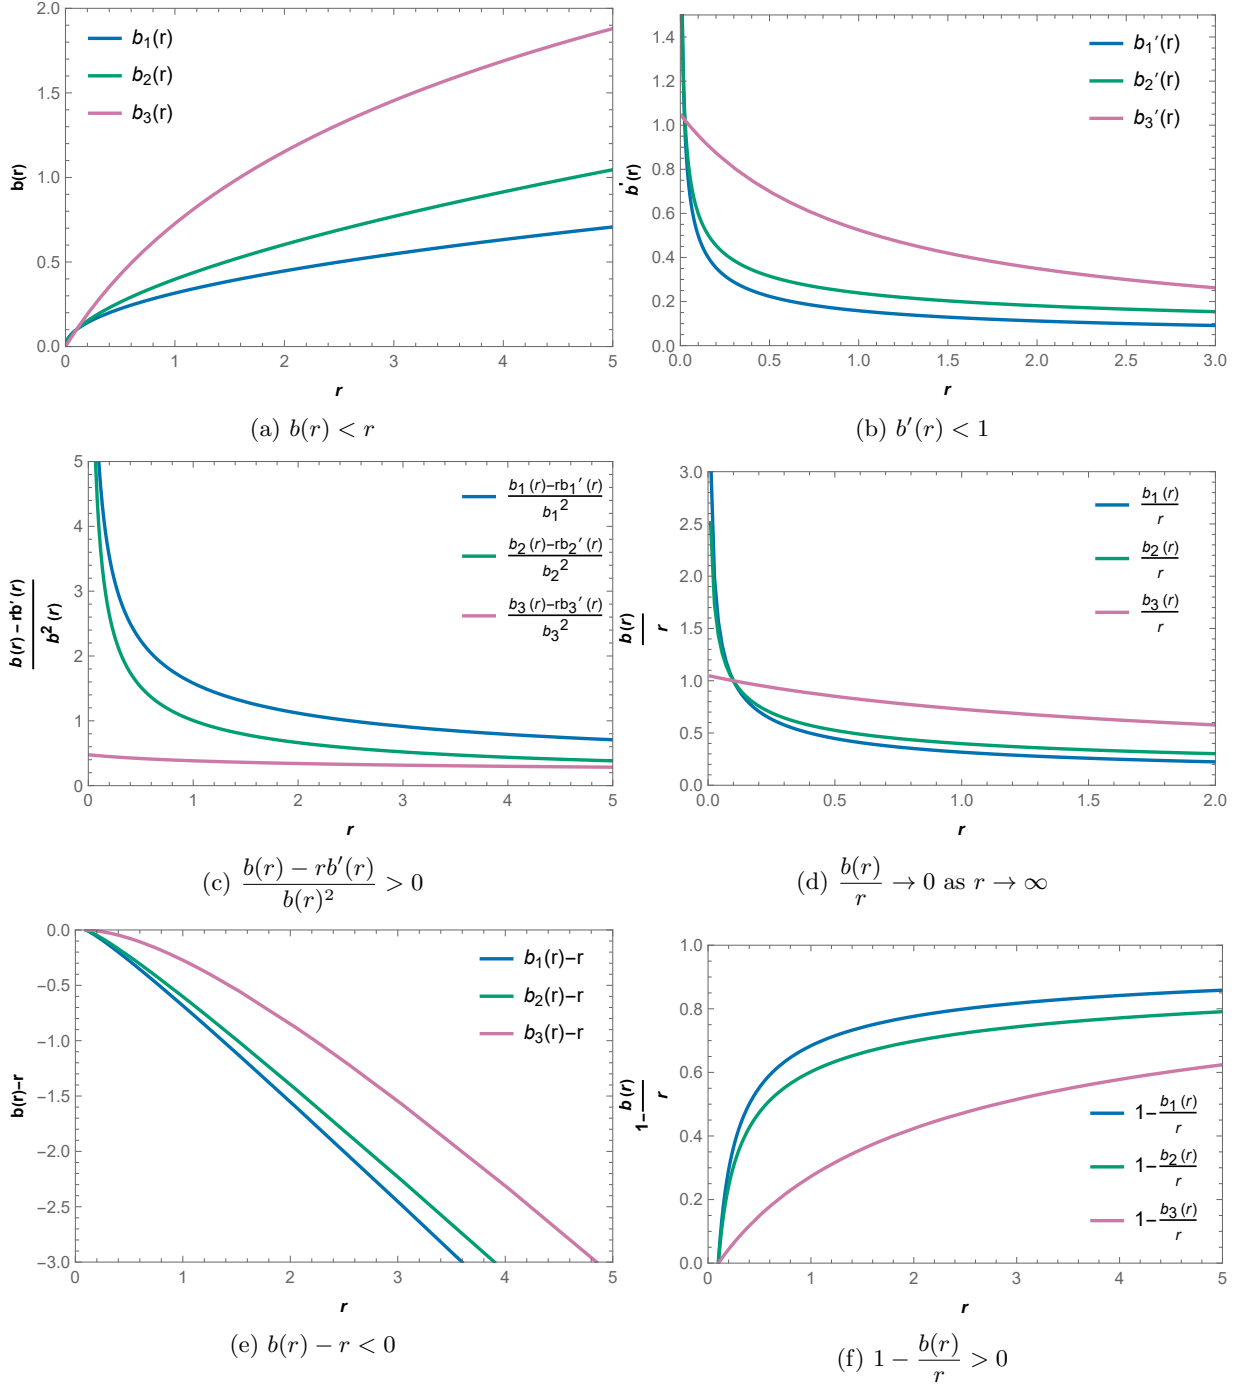 2.0
1.5
1.0
0.5
0.0
b(r)
b₁(r)
b₂(r)
b₃(r)
0 1 2 3 4 5
r
(a) b(r) < r
1.4
1.2
1.0
0.8
0.6
0.4
0.2
0.0
b′(r)
b₁′(r)
b₂′(r)
b₃′(r)
0.0 0.5 1.0 1.5 2.0 2.5 3.0
r
(b) b′(r) < 1
5
4
3
2
1
0
b(r)−rb′(r)
b²(r)
b₁(r)−rb₁′(r)
b₁²
b₂(r)−rb₂′(r)
b₂²
b₃(r)−rb₃′(r)
b₃²
0 1 2 3 4 5
r
(c) b(r) − rb′(r) / b(r)² > 0
3.0
2.5
2.0
1.5
1.0
0.5
0.0
b(r)
r
b₁(r)
r
b₂(r)
r
b₃(r)
r
0.0 0.5 1.0 1.5 2.0
r
(d) b(r) / r → 0 as r → ∞
0.0
−0.5
−1.0
−1.5
−2.0
−2.5
−3.0
b(r)−r
b₁(r)−r
b₂(r)−r
b₃(r)−r
0 1 2 3 4 5
r
(e) b(r) − r < 0
1.0
0.8
0.6
0.4
0.2
0.0
1− b(r)
r
1− b₁(r)
r
1− b₂(r)
r
1− b₃(r)
r
0 1 2 3 4 5
r
(f) 1 − b(r) / r > 0